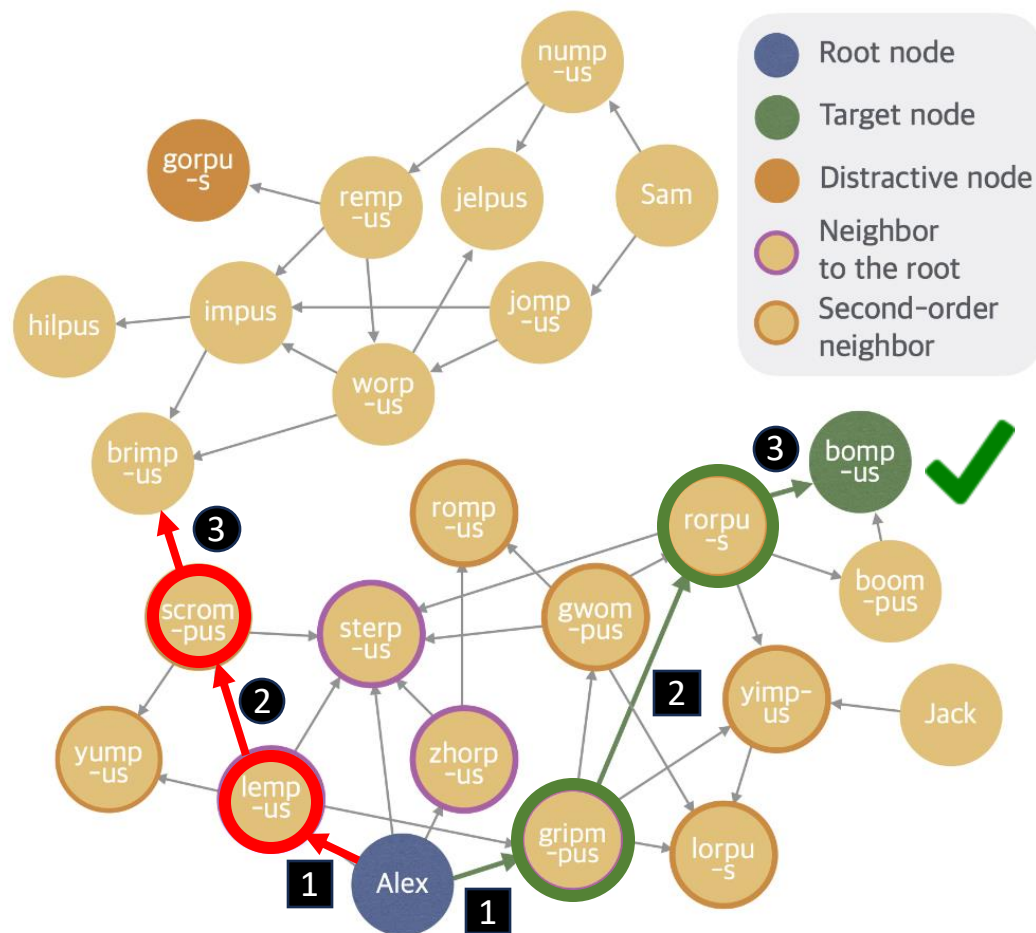 nump
-us
Root node
Target node
gorpu
-s
remp
-us
jelpus
Sam
Distractive node
Neighbor
to the root
hilpus
impus
jomp
-us
Second-order
neighbor
worp
-us
brimp
-us
3
bomp
-us
romp
-us
rorpu
-s
3
scrom
-pus
sterp
-us
gwom
-pus
boom
-pus
2
2
yimp-
us
Jack
yump
-us
lemp
-us
zhorp
-us
gripm
-pus
lorpu
-s
1
Alex
1